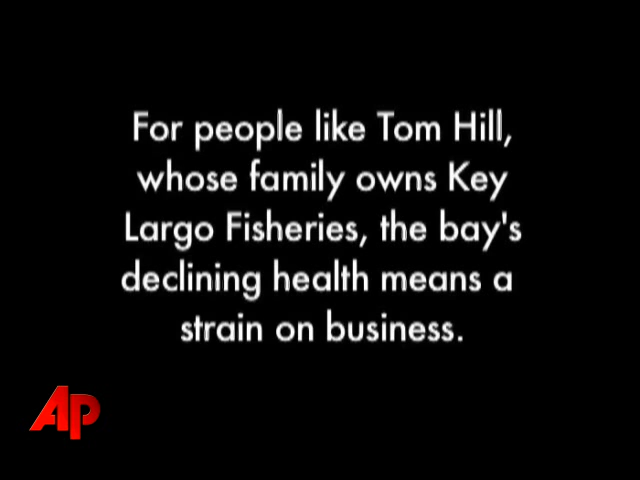 For people like Tom Hill,
whose family owns Key
Largo Fisheries, the bay's
declining health means a
strain on business.
AP